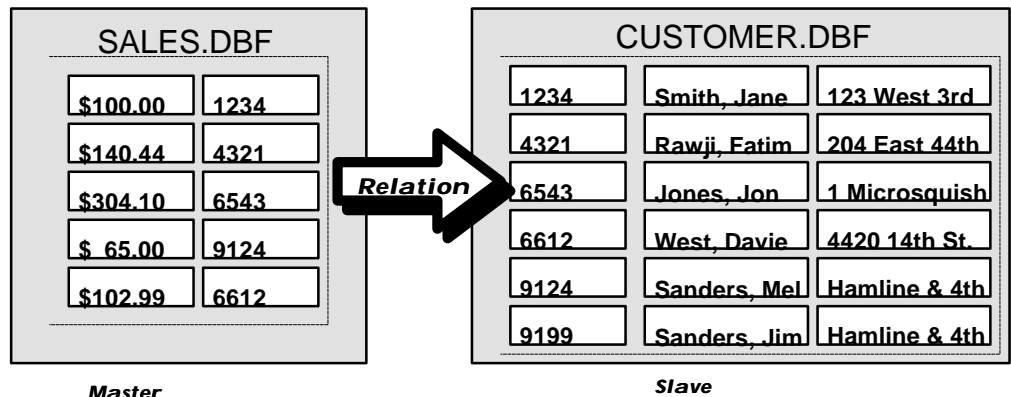 SALES.DBF
$100.00 1234
$140.44 4321
$304.10 6543
$ 65.00 9124
$102.99 6612
Master
Relation
CUSTOMER.DBF
1234 Smith, Jane 123 West 3rd
4321 Rawji, Fatim 204 East 44th
6543 Jones, Jon 1 Microsquish
6612 West, Davie 4420 14th St.
9124 Sanders, Mel Hamline & 4th
9199 Sanders, Jim Hamline & 4th
Slave